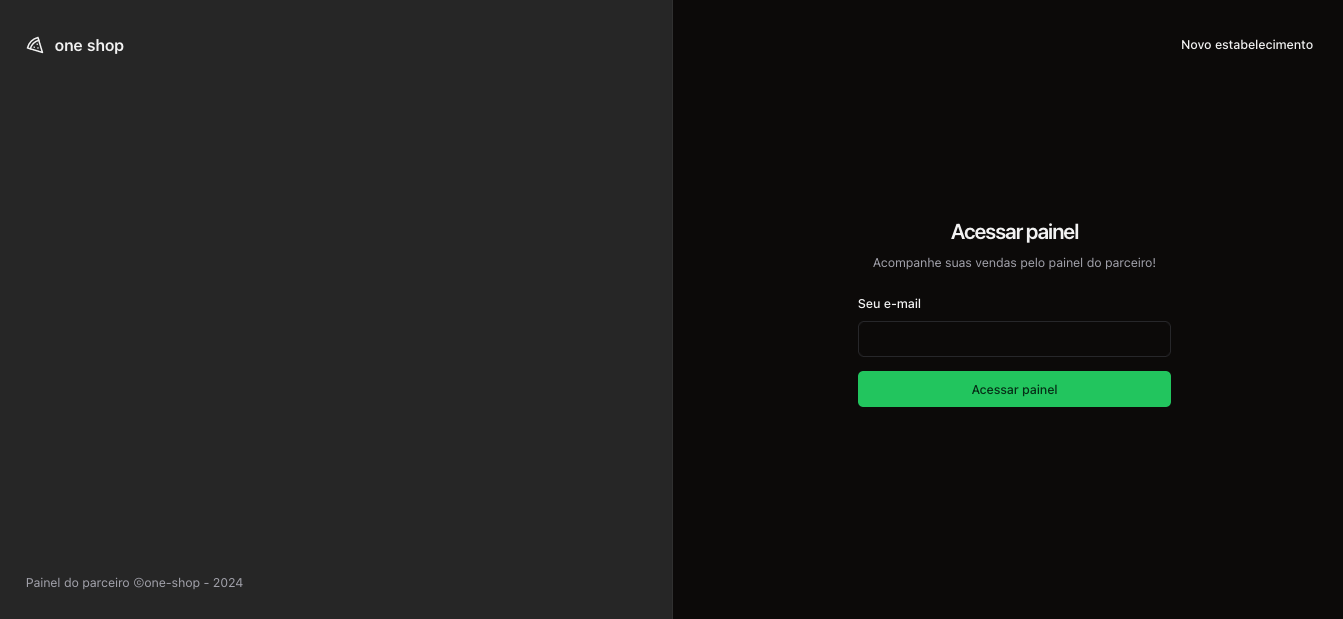 one shop
Novo estabelecimento
Acessar painel
Acompanhe suas vendas pelo painel do parceiro!
Seu e-mail
Acessar painel
Painel do parceiro ©one-shop - 2024